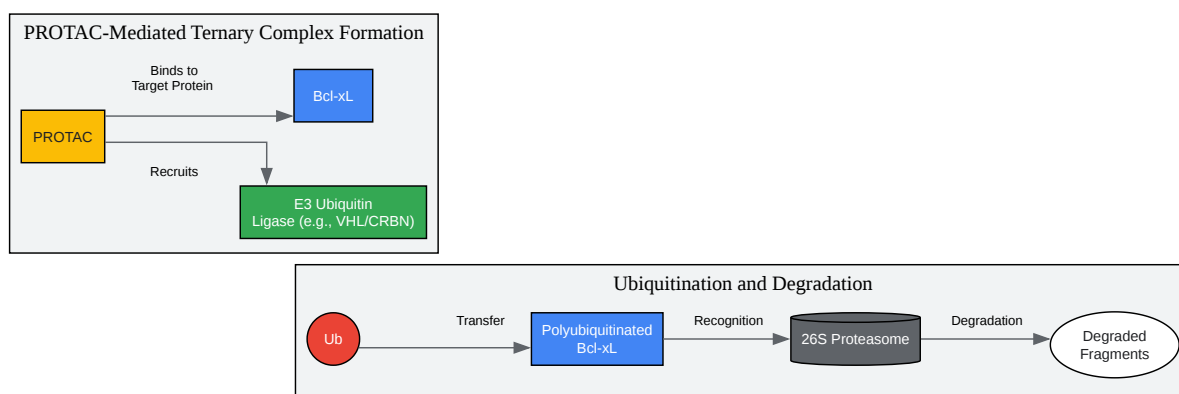 PROTAC-Mediated Ternary Complex Formation
Binds to
Target Protein
Bcl-xL
PROTAC
Recruits
E3 Ubiquitin
Ligase (e.g., VHL/CRBN)
Ubiquitination and Degradation
Ub
Transfer
Polyubiquitinated
Bcl-xL
Recognition
26S Proteasome
Degradation
Degraded
Fragments